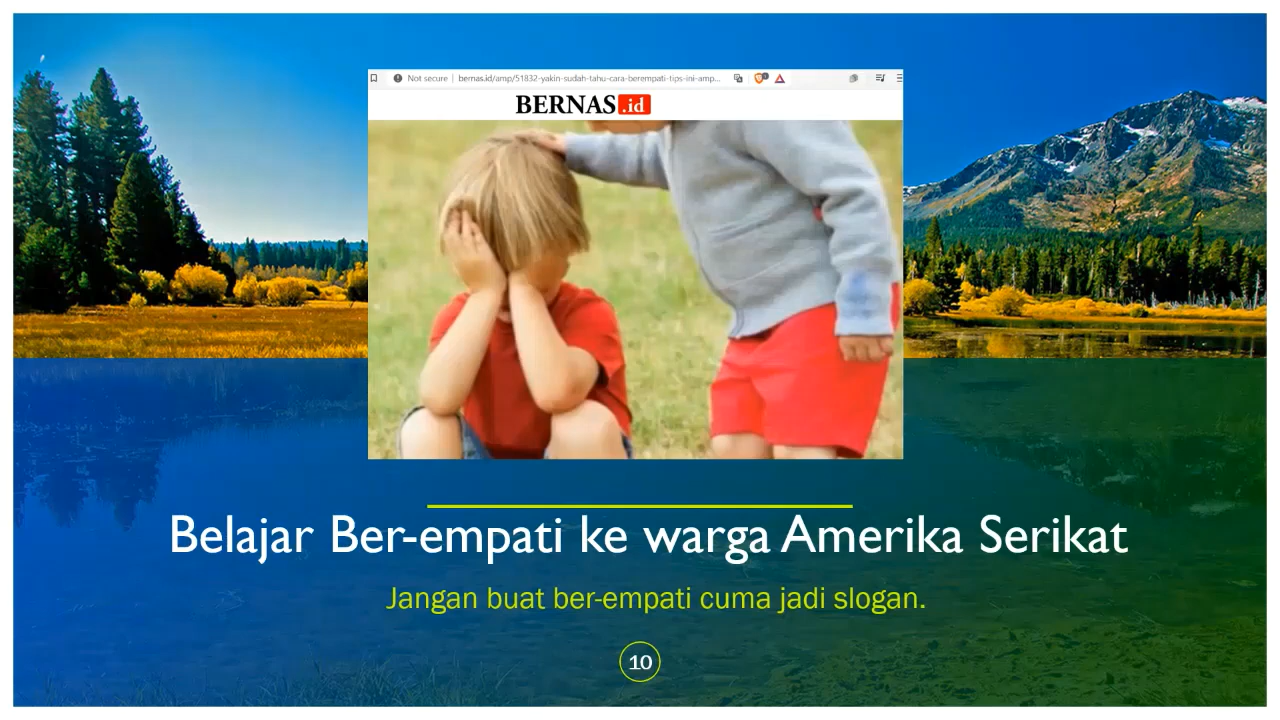 Not secure | bernas.id/amp/51832-yakin-sudah-tahu-cara-berempati-tips-ini-amp...
BERNAS.id
Belajar Ber-empati ke warga Amerika Serikat
Jangan buat ber-empati cuma jadi slogan.
10